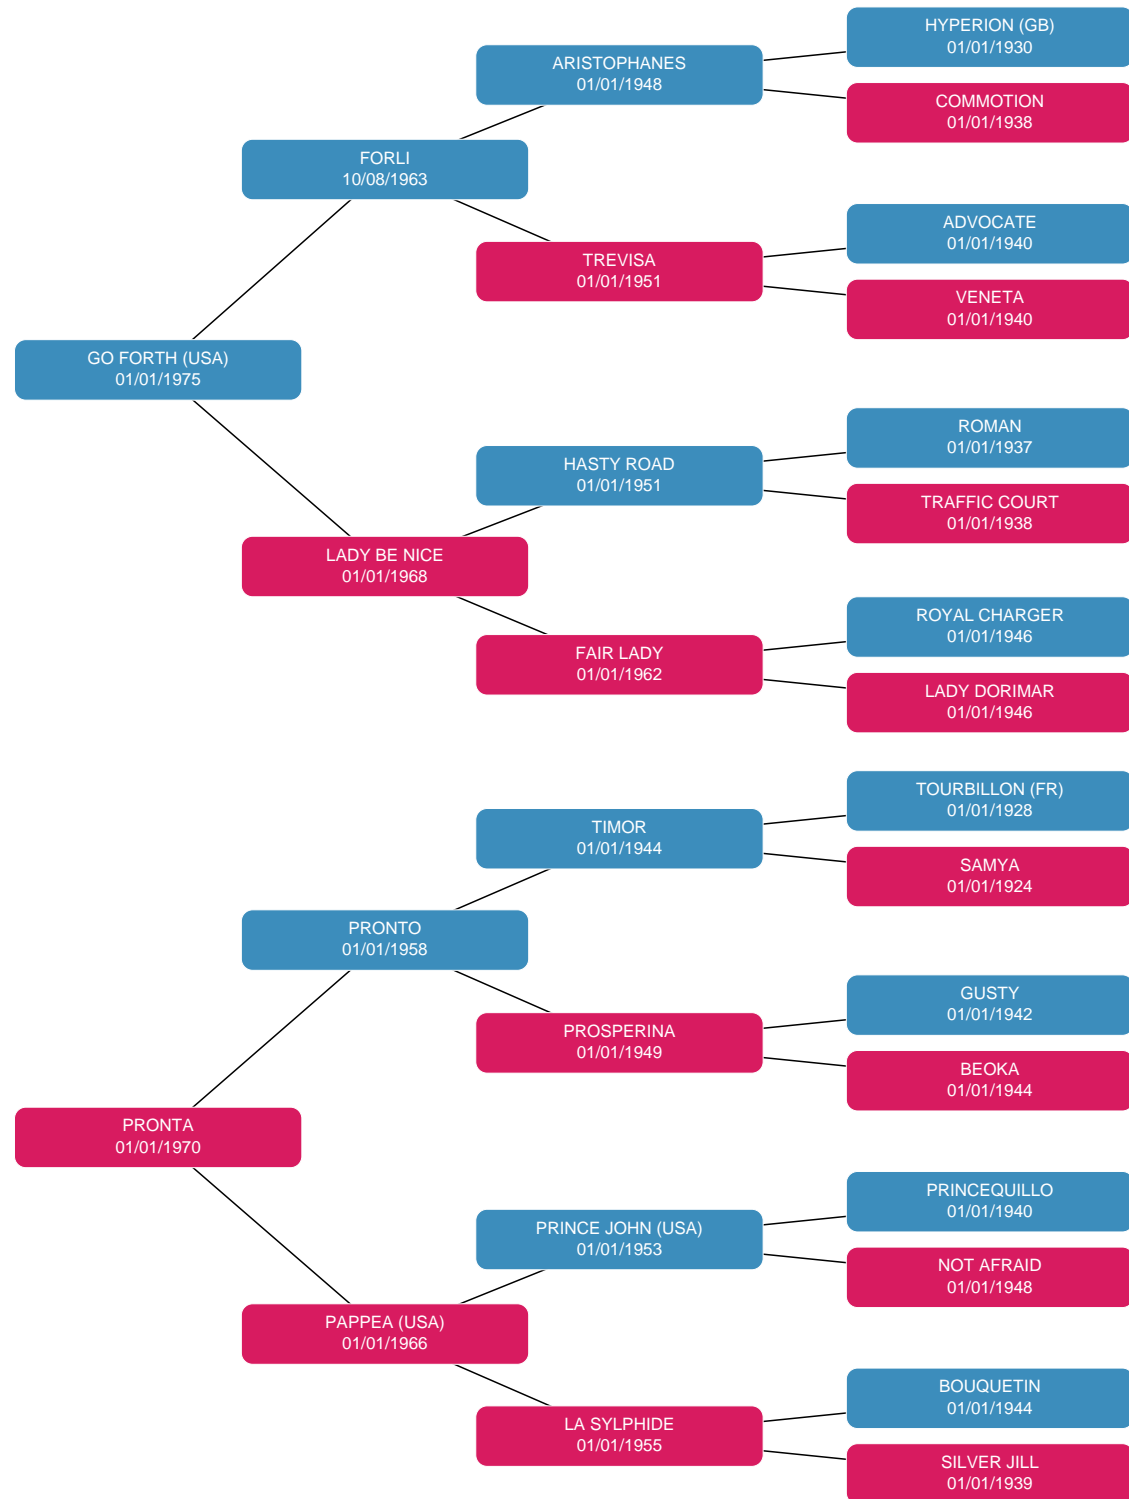 HYPERION (GB)
01/01/1930
ARISTOPHANES
01/01/1948
COMMOTION
01/01/1938
FORLI
10/08/1963
ADVOCATE
01/01/1940
TREVISA
01/01/1951
VENETA
01/01/1940
GO FORTH (USA)
01/01/1975
ROMAN
01/01/1937
HASTY ROAD
01/01/1951
TRAFFIC COURT
01/01/1938
LADY BE NICE
01/01/1968
ROYAL CHARGER
01/01/1946
FAIR LADY
01/01/1962
LADY DORIMAR
01/01/1946
TOURBILLON (FR)
01/01/1928
TIMOR
01/01/1944
SAMYA
01/01/1924
PRONTO
01/01/1958
GUSTY
01/01/1942
PROSPERINA
01/01/1949
BEOKA
01/01/1944
PRONTA
01/01/1970
PRINCEQUILLO
01/01/1940
PRINCE JOHN (USA)
01/01/1953
NOT AFRAID
01/01/1948
PAPPEA (USA)
01/01/1966
BOUQUETIN
01/01/1944
LA SYLPHIDE
01/01/1955
SILVER JILL
01/01/1939